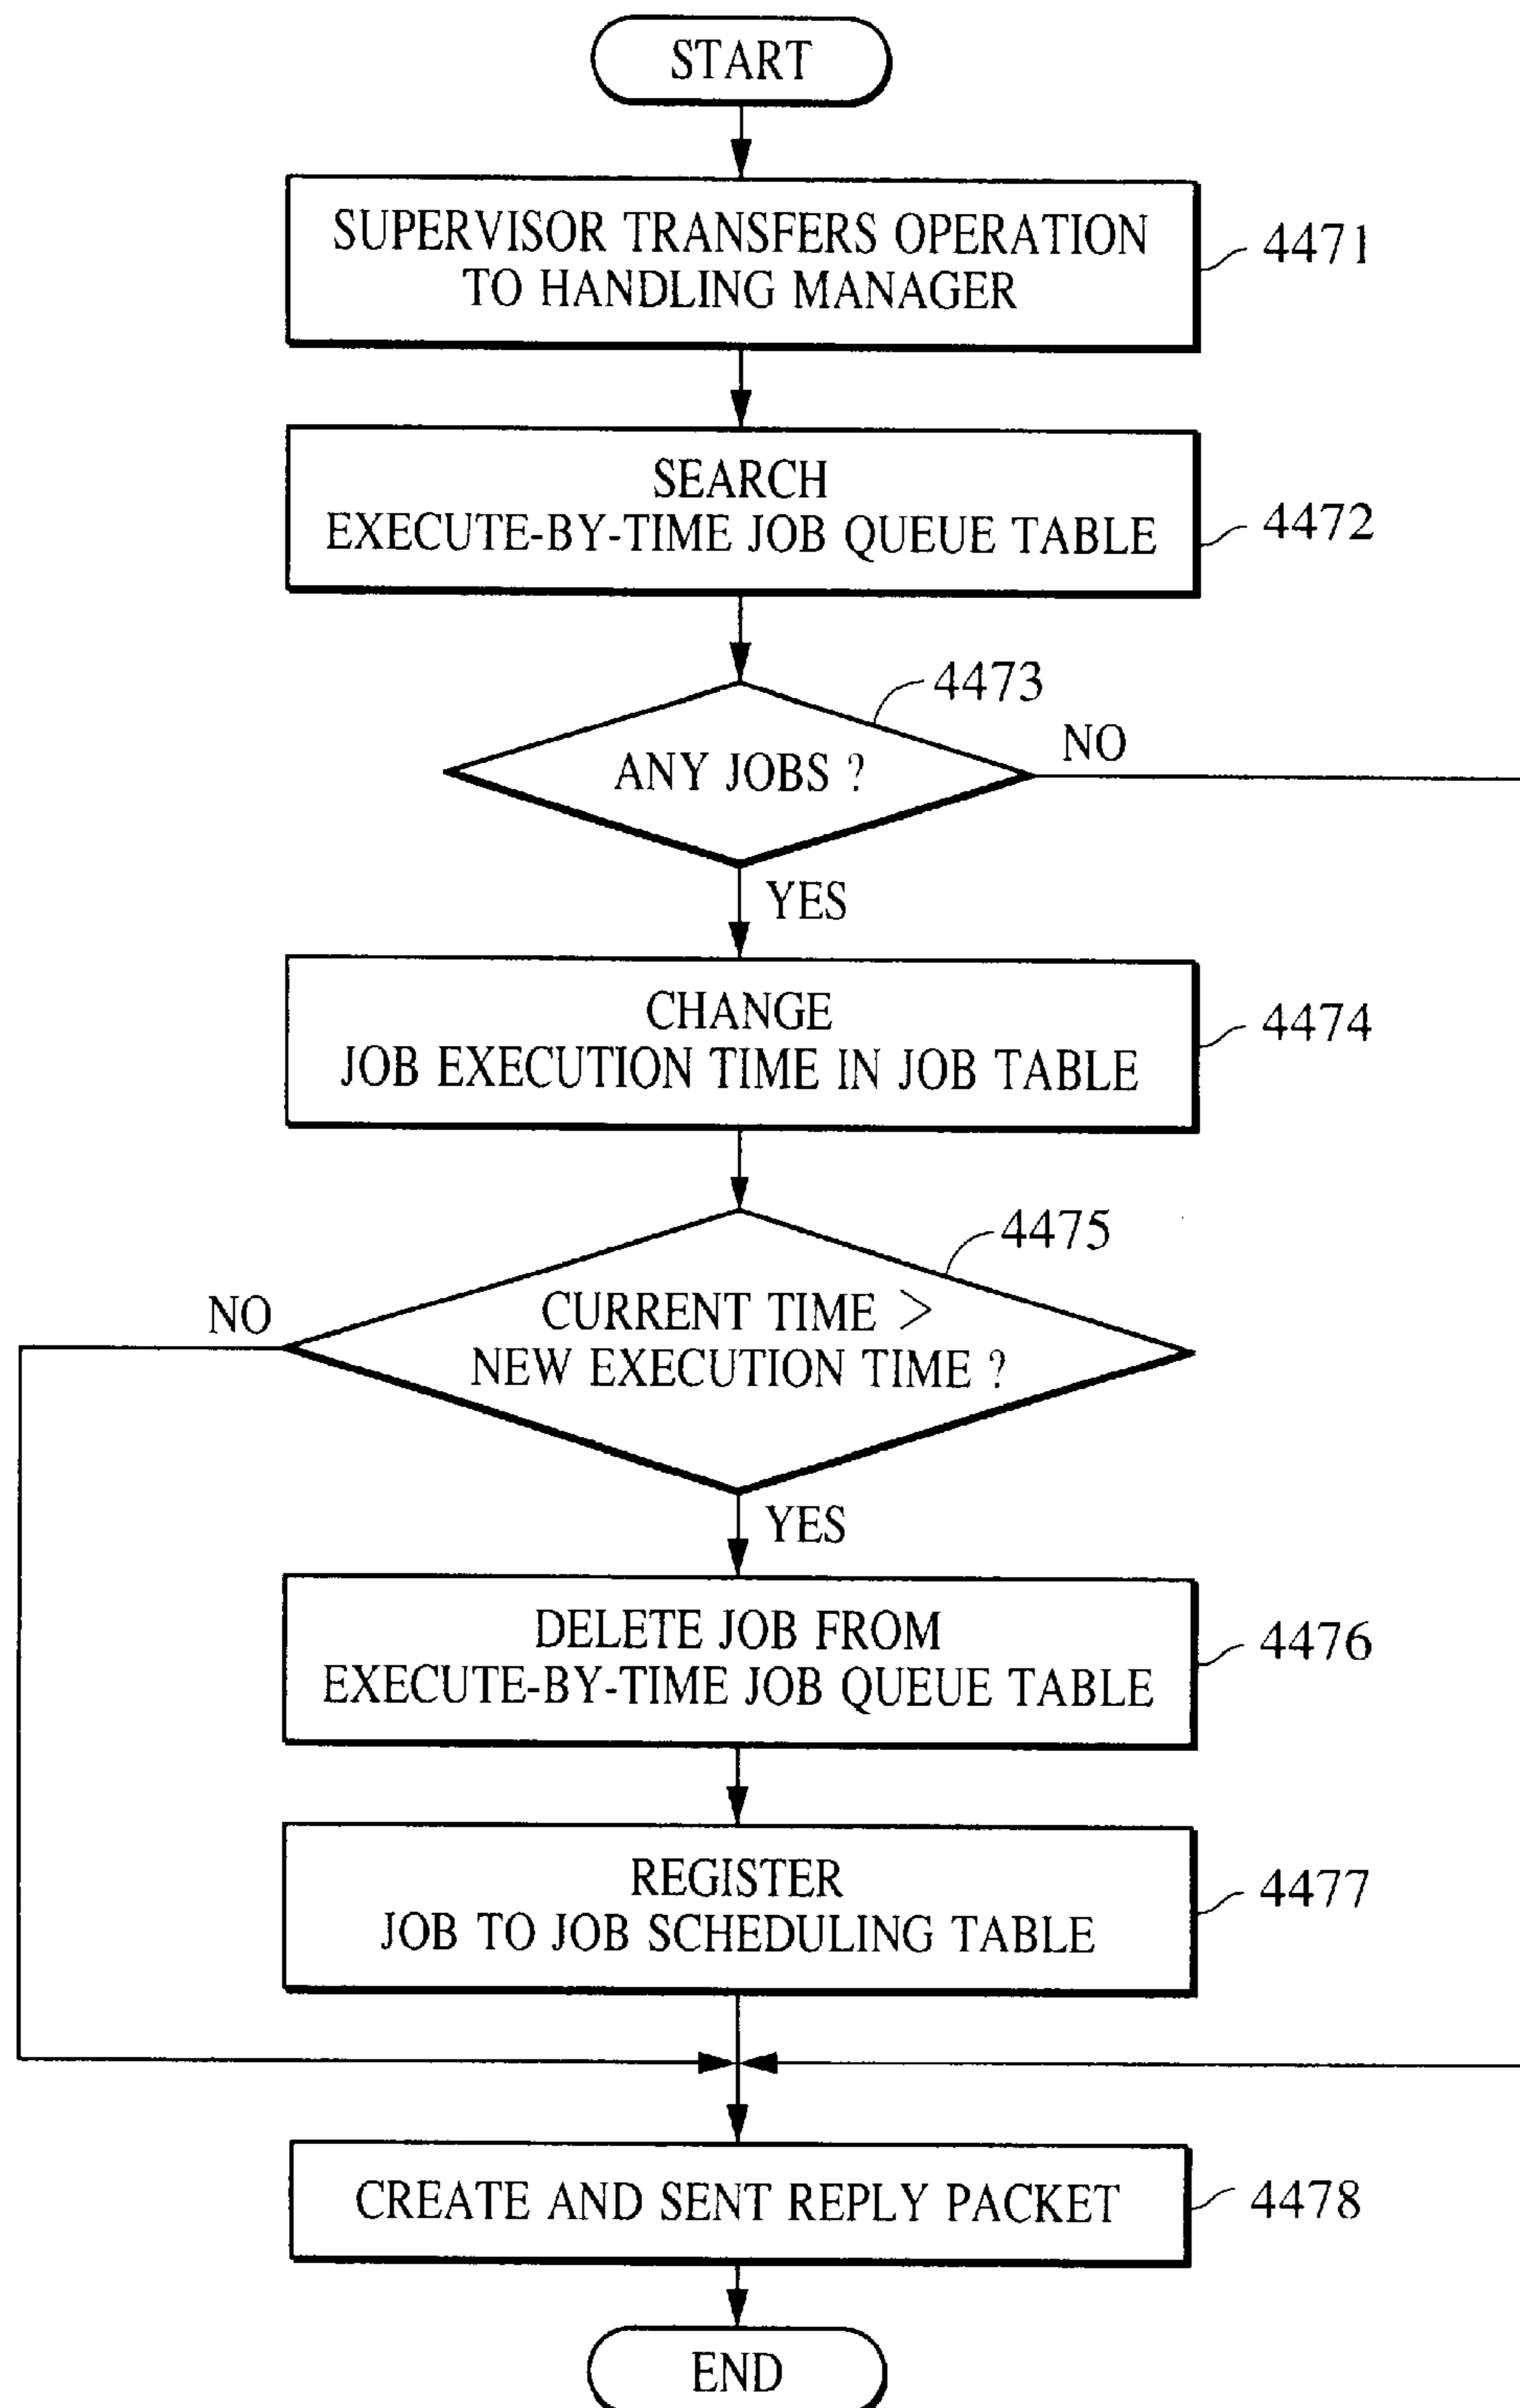 START
SUPERVISOR TRANSFERS OPERATION
TO HANDLING MANAGER
4471
SEARCH
EXECUTE-BY-TIME JOB QUEUE TABLE
4472
4473
ANY JOBS ?
NO
YES
CHANGE
JOB EXECUTION TIME IN JOB TABLE
4474
4475
NO
CURRENT TIME >
NEW EXECUTION TIME ?
YES
DELETE JOB FROM
EXECUTE-BY-TIME JOB QUEUE TABLE
4476
REGISTER
JOB TO JOB SCHEDULING TABLE
4477
CREATE AND SENT REPLY PACKET
4478
END